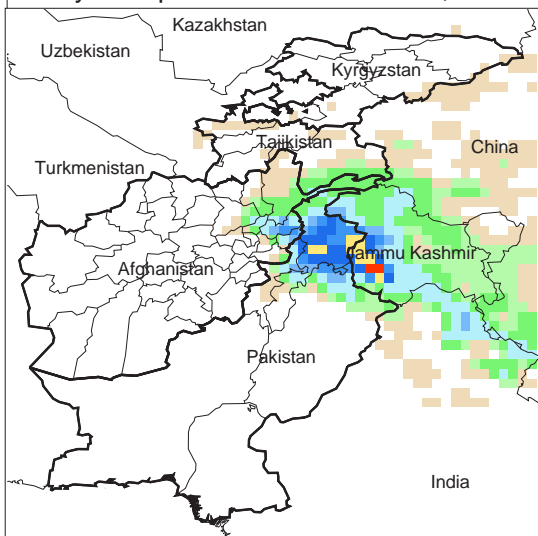 Kazakhstan
Uzbekistan
Kyrgyzstan
Tajikistan
China
Turkmenistan
Jammu Kashmir
Afghanistan
Pakistan
India